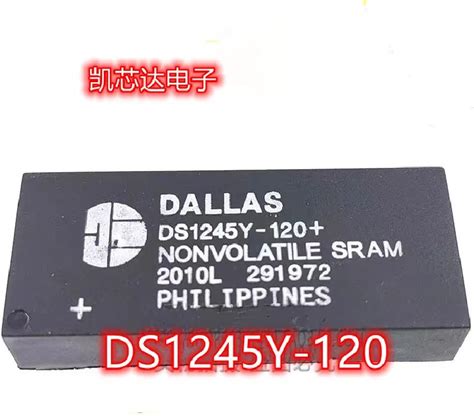 凯芯达电子
DALLAS
DS1245Y-120+
NONVOLATILE SRAM
2010L 291972
+ PHILIPPINES
DS1245Y-120